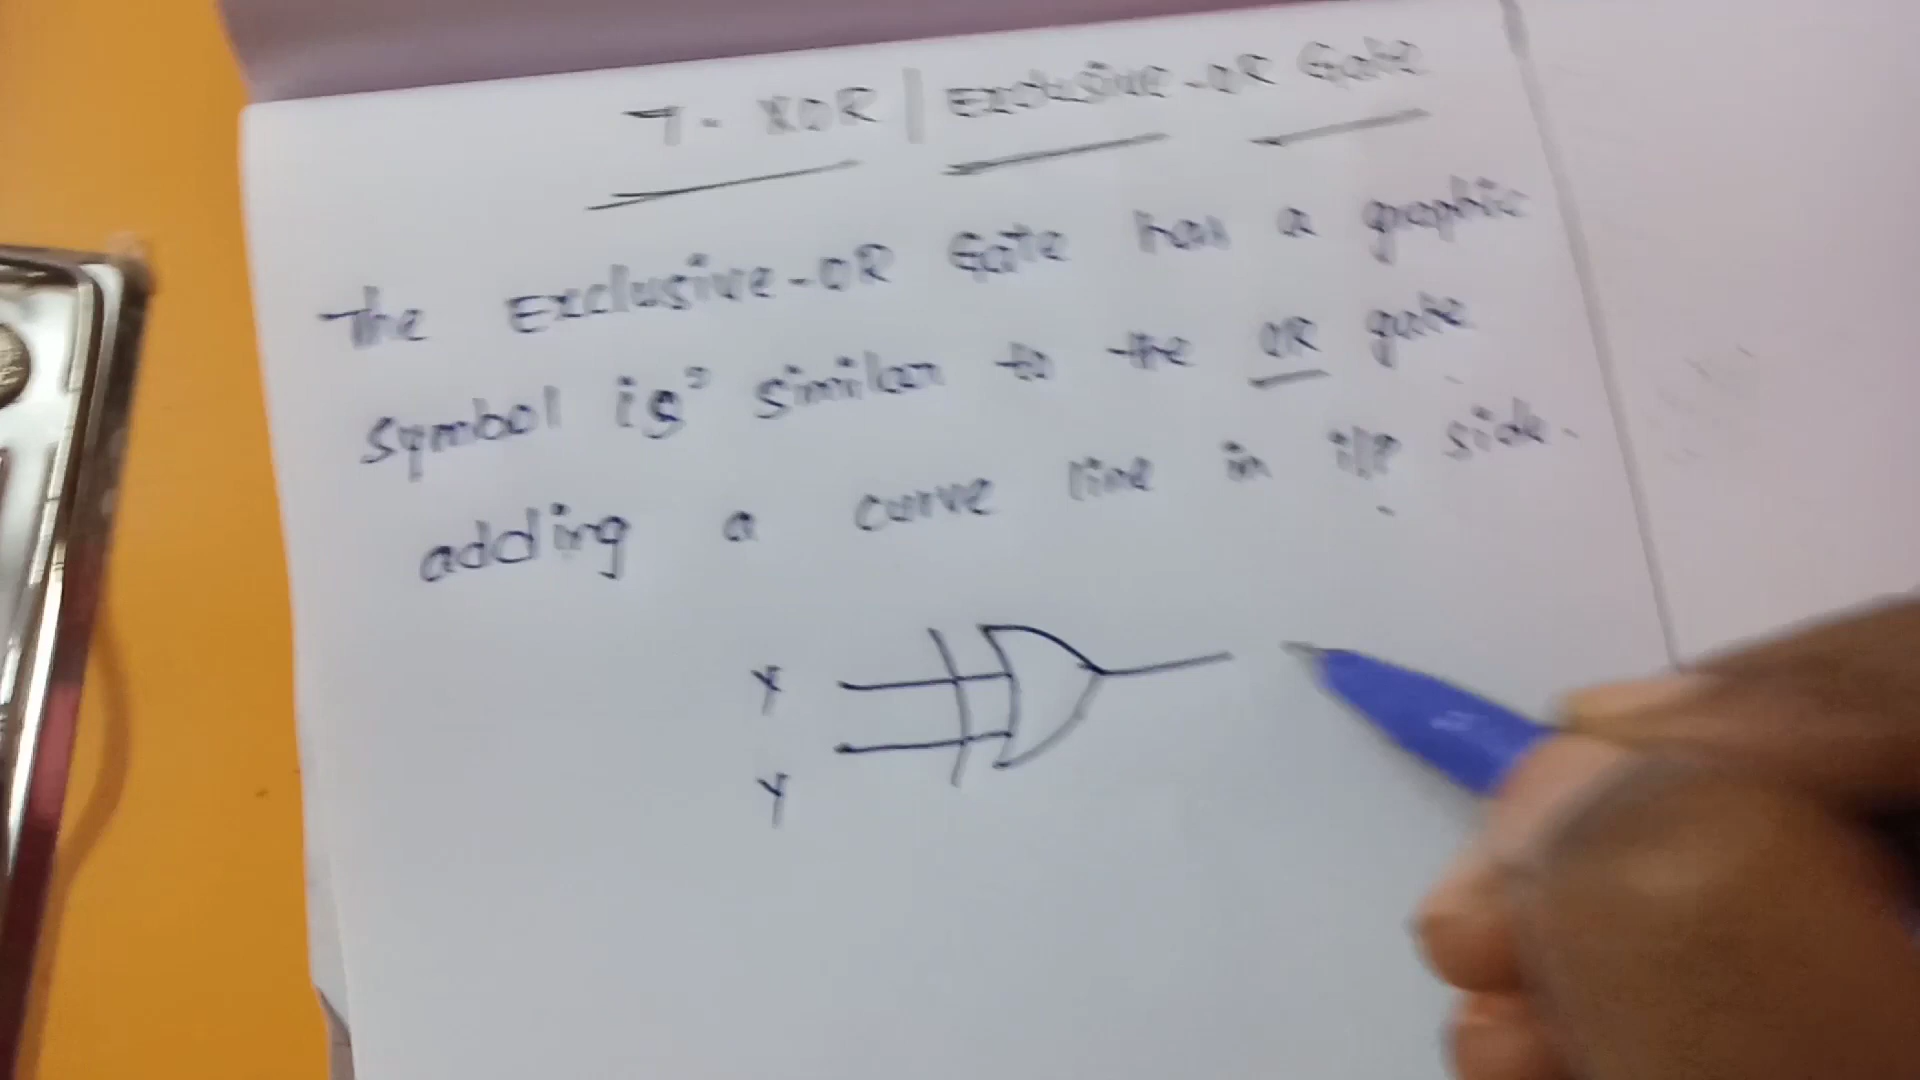 7. XOR | Exclusive-OR Gate
The Exclusive-OR Gate has a graphic
symbol is similar to the OR gate
adding a curve line in i/p side.
X
Y